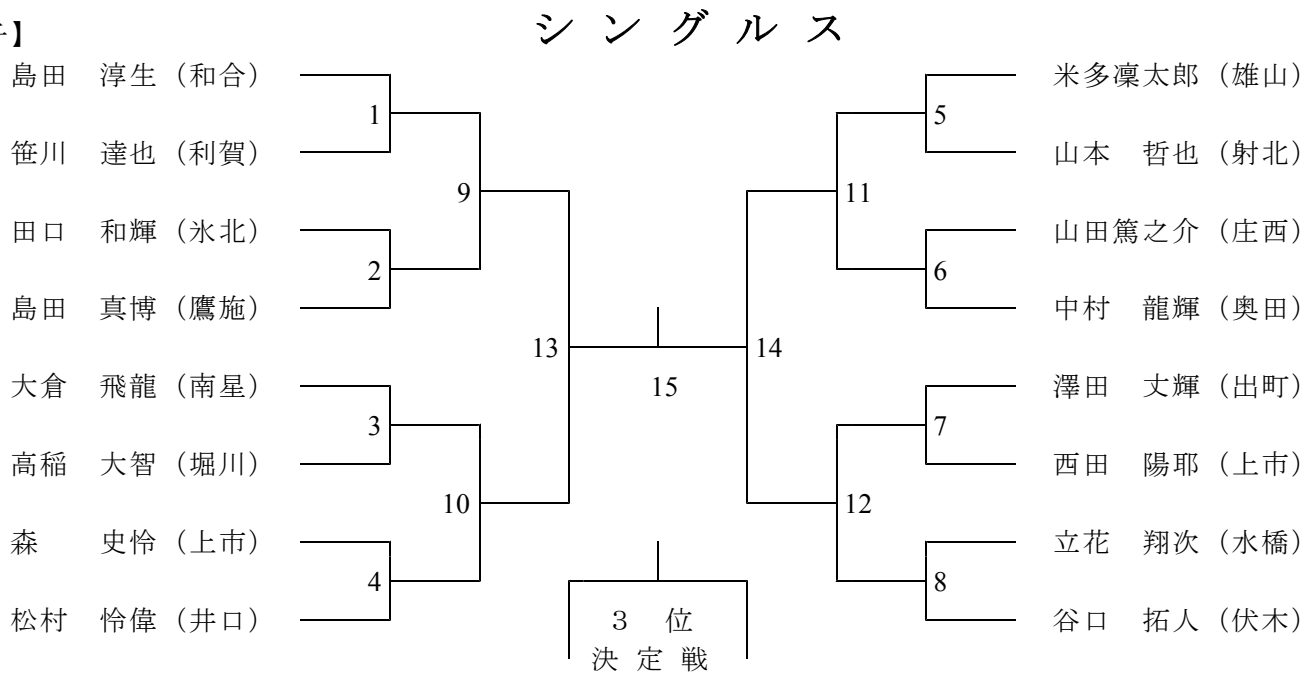 】
シングルス
島田 淳生(和合)
笹川 達也(利賀)
田口 和輝(氷北)
島田 真博(鷹施)
大倉 飛龍(南星)
高稲 大智(堀川)
森 史怜(上市)
松村 怜偉(井口)
1
2
3
4
9
10
13
15
14
11
12
5
6
7
8
米多凜太郎(雄山)
山本 哲也(射北)
山田篤之介(庄西)
中村 龍輝(奥田)
澤田 丈輝(出町)
西田 陽耶(上市)
立花 翔次(水橋)
谷口 拓人(伏木)
3 位
決定戦